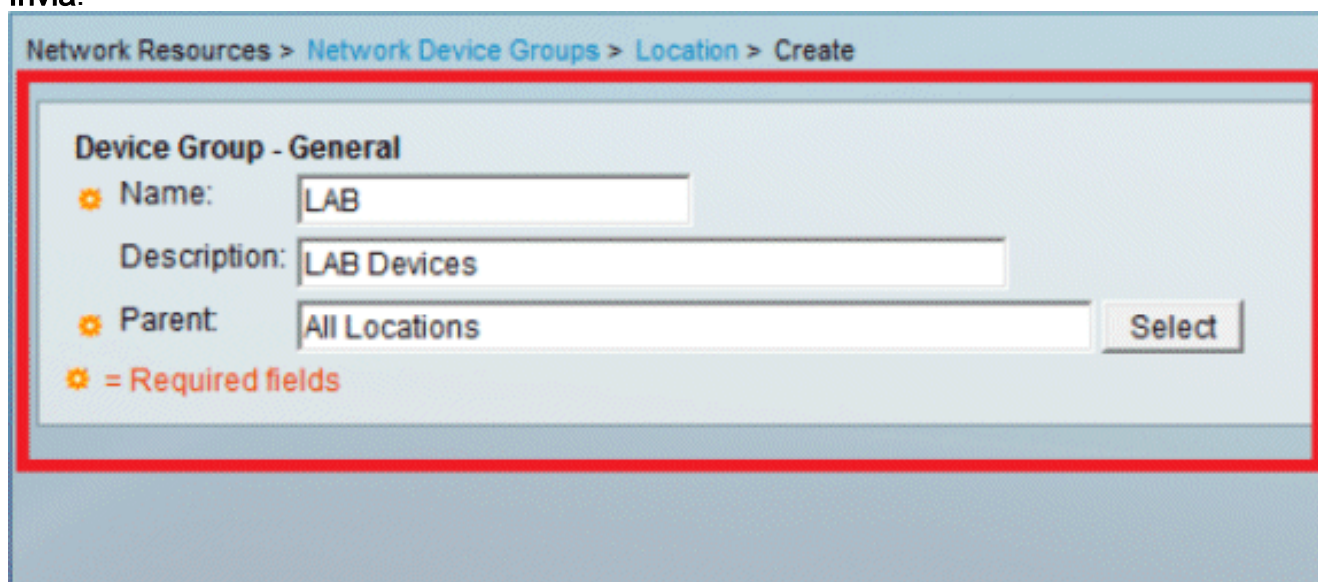 Invia.
Network Resources > Network Device Groups > Location > Create
Device Group - General
Name: LAB
Description: LAB Devices
Parent: All Locations Select
= Required fields